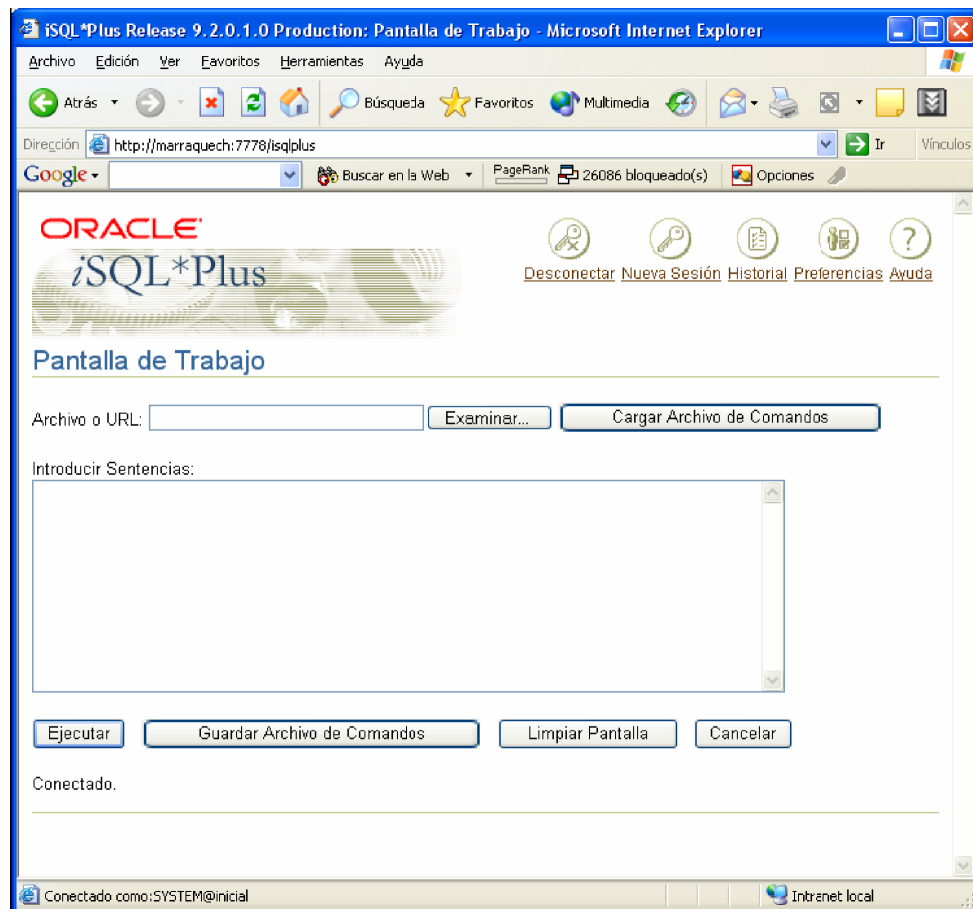 iSQL*Plus Release 9.2.0.1.0 Production: Pantalla de Trabajo - Microsoft Internet Explorer
Archivo Edición Ver Favoritos Herramientas Ayuda
Atrás Búsqueda Favoritos Multimedia
Dirección http://marraquech:7778/isqlplus Ir Vínculos
Google Buscar en la Web PageRank 26086 bloqueado(s) Opciones
ORACLE
iSQL*Plus
Desconectar Nueva Sesión Historial Preferencias Ayuda
Pantalla de Trabajo
Archivo o URL: Examinar... Cargar Archivo de Comandos
Introducir Sentencias:
Ejecutar Guardar Archivo de Comandos Limpiar Pantalla Cancelar
Conectado.
Conectado como:SYSTEM@inicial Intranet local